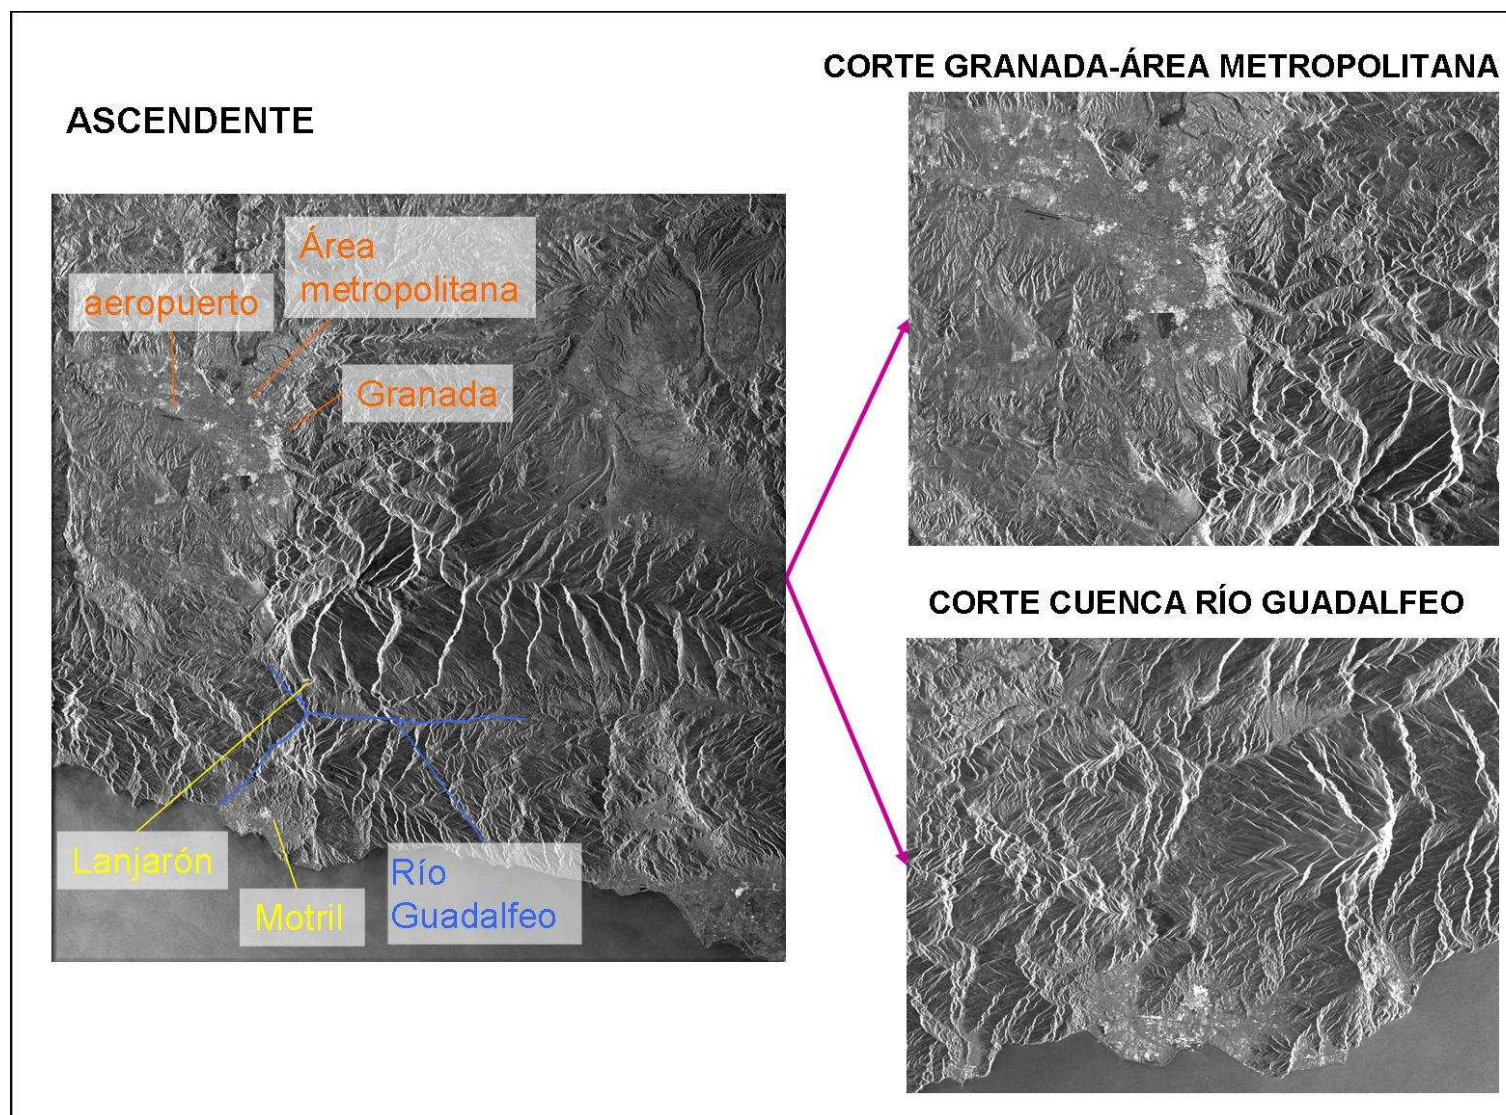 ASCENDENTE
aeropuerto
Área
metropolitana
Granada
Lanjarón
Motril
Río
Guadalfeo
CORTE GRANADA-ÁREA METROPOLITANA
CORTE CUENCA RÍO GUADALFEO